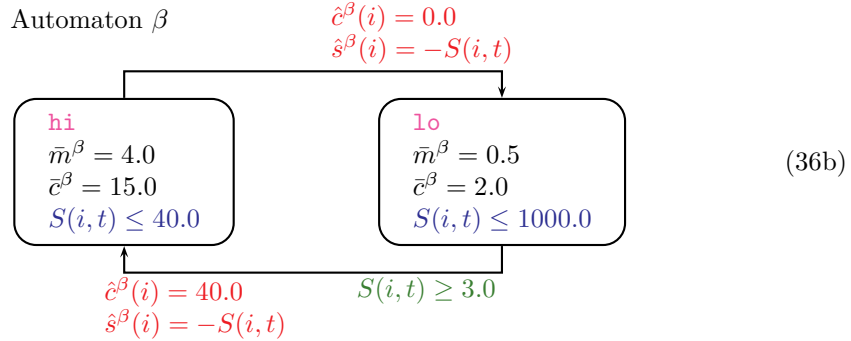 Automaton β
ĉ^β(i) = 0.0
ŝ^β(i) = −S(i, t)
hi
m̄^β = 4.0
c̄^β = 15.0
S(i, t) ≤ 40.0
lo
m̄^β = 0.5
c̄^β = 2.0
S(i, t) ≤ 1000.0
(36b)
ĉ^β(i) = 40.0
ŝ^β(i) = −S(i, t)
S(i, t) ≥ 3.0